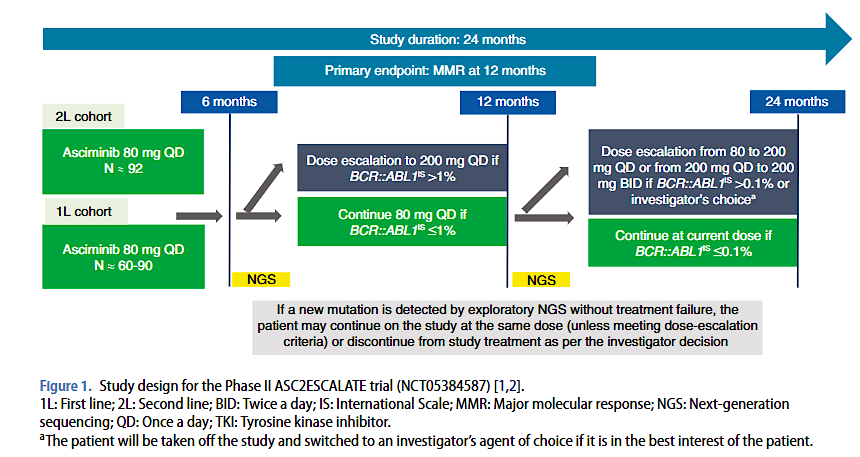 Study duration: 24 months
Primary endpoint: MMR at 12 months
6 months
12 months
24 months
2L cohort
Asciminib 80 mg QD
N ≈ 92
1L cohort
Asciminib 80 mg QD
N ≈ 60-90
Dose escalation to 200 mg QD if
BCR::ABL1ᴵˢ >1%
Continue 80 mg QD if
BCR::ABL1ᴵˢ ≤1%
Dose escalation from 80 to 200
mg QD or from 200 mg QD to 200
mg BID if BCR::ABL1ᴵˢ >0.1% or
investigator's choiceᵃ
Continue at current dose if
BCR::ABL1ᴵˢ ≤0.1%
NGS
NGS
If a new mutation is detected by exploratory NGS without treatment failure, the
patient may continue on the study at the same dose (unless meeting dose-escalation
criteria) or discontinue from study treatment as per the investigator decision
Figure 1. Study design for the Phase II ASC2ESCALATE trial (NCT05384587) [1,2].
1L: First line; 2L: Second line; BID: Twice a day; IS: International Scale; MMR: Major molecular response; NGS: Next-generation
sequencing; QD: Once a day; TKI: Tyrosine kinase inhibitor.
ᵃThe patient will be taken off the study and switched to an investigator's agent of choice if it is in the best interest of the patient.